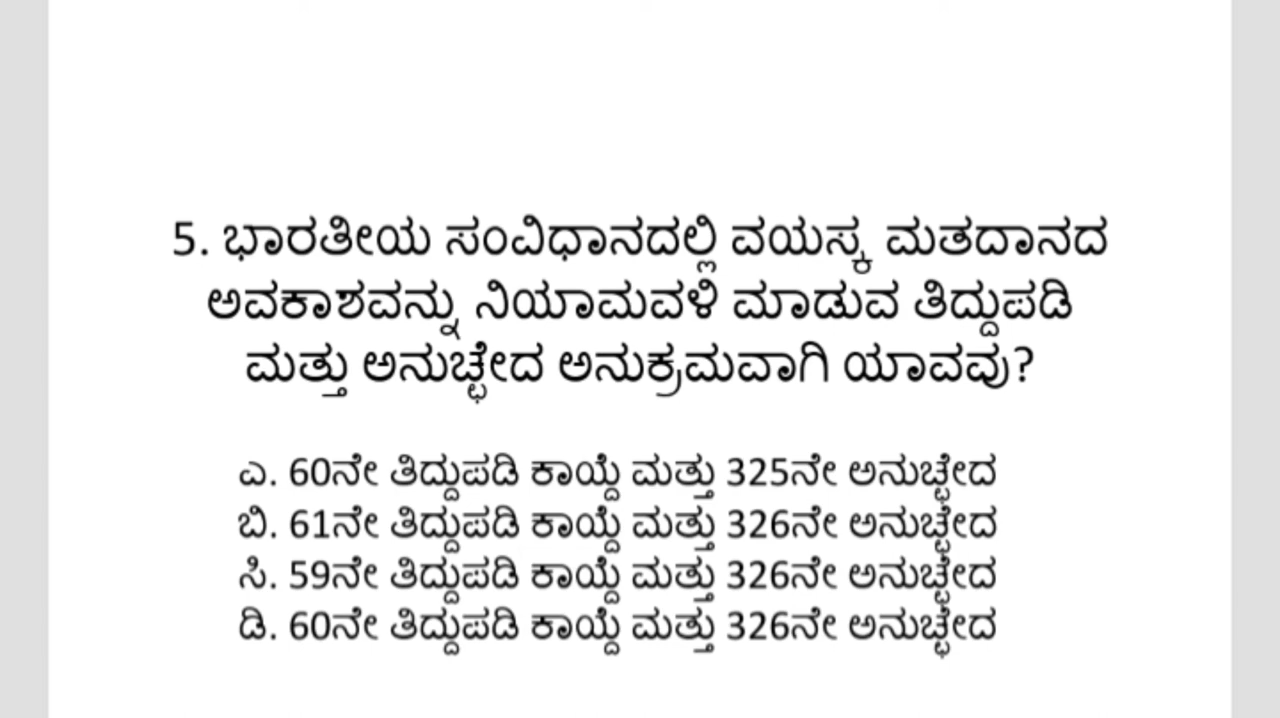 5. ಭಾರತೀಯ ಸಂವಿಧಾನದಲ್ಲಿ ವಯಸ್ಕ ಮತದಾನದ
ಅವಕಾಶವನ್ನು ನಿಯಾಮವಳಿ ಮಾಡುವ ತಿದ್ದುಪಡಿ
ಮತ್ತು ಅನುಚ್ಛೇದ ಅನುಕ್ರಮವಾಗಿ ಯಾವವು?
ಎ. 60ನೇ ತಿದ್ದುಪಡಿ ಕಾಯ್ದೆ ಮತ್ತು 325ನೇ ಅನುಚ್ಛೇದ
ಬಿ. 61ನೇ ತಿದ್ದುಪಡಿ ಕಾಯ್ದೆ ಮತ್ತು 326ನೇ ಅನುಚ್ಛೇದ
ಸಿ. 59ನೇ ತಿದ್ದುಪಡಿ ಕಾಯ್ದೆ ಮತ್ತು 326ನೇ ಅನುಚ್ಛೇದ
ಡಿ. 60ನೇ ತಿದ್ದುಪಡಿ ಕಾಯ್ದೆ ಮತ್ತು 326ನೇ ಅನುಚ್ಛೇದ